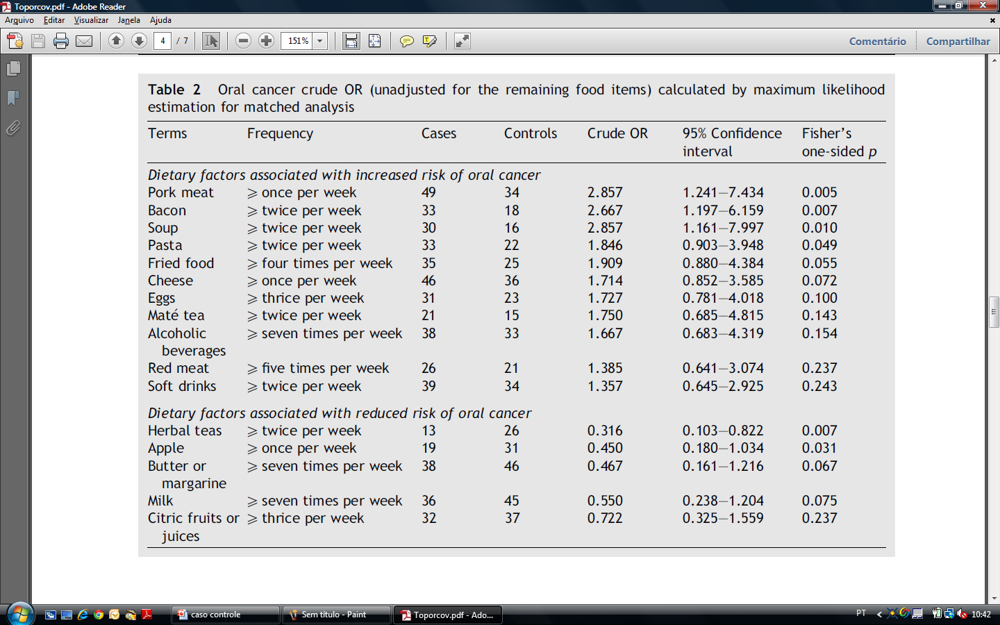 Toporcov.pdf - Adobe Reader
Arquivo Editar Visualizar Janela Ajuda
4 / 7 151% Comentário Compartilhar
Table 2 Oral cancer crude OR (unadjusted for the remaining food items) calculated by maximum likelihood
estimation for matched analysis
Terms Frequency Cases Controls Crude OR 95% Confidence Fisher's
interval one-sided p
Dietary factors associated with increased risk of oral cancer
Pork meat ⩾ once per week 49 34 2.857 1.241—7.434 0.005
Bacon ⩾ twice per week 33 18 2.667 1.197—6.159 0.007
Soup ⩾ twice per week 30 16 2.857 1.161—7.997 0.010
Pasta ⩾ twice per week 33 22 1.846 0.903—3.948 0.049
Fried food ⩾ four times per week 35 25 1.909 0.880—4.384 0.055
Cheese ⩾ once per week 46 36 1.714 0.852—3.585 0.072
Eggs ⩾ thrice per week 31 23 1.727 0.781—4.018 0.100
Maté tea ⩾ twice per week 21 15 1.750 0.685—4.815 0.143
Alcoholic ⩾ seven times per week 38 33 1.667 0.683—4.319 0.154
beverages
Red meat ⩾ five times per week 26 21 1.385 0.641—3.074 0.237
Soft drinks ⩾ twice per week 39 34 1.357 0.645—2.925 0.243
Dietary factors associated with reduced risk of oral cancer
Herbal teas ⩾ twice per week 13 26 0.316 0.103—0.822 0.007
Apple ⩾ once per week 19 31 0.450 0.180—1.034 0.031
Butter or ⩾ seven times per week 38 46 0.467 0.161—1.216 0.067
margarine
Milk ⩾ seven times per week 36 45 0.550 0.238—1.204 0.075
Citric fruits or ⩾ thrice per week 32 37 0.722 0.325—1.559 0.237
juices
caso controle Sem título - Paint Toporcov.pdf - Ado... PT 10:42